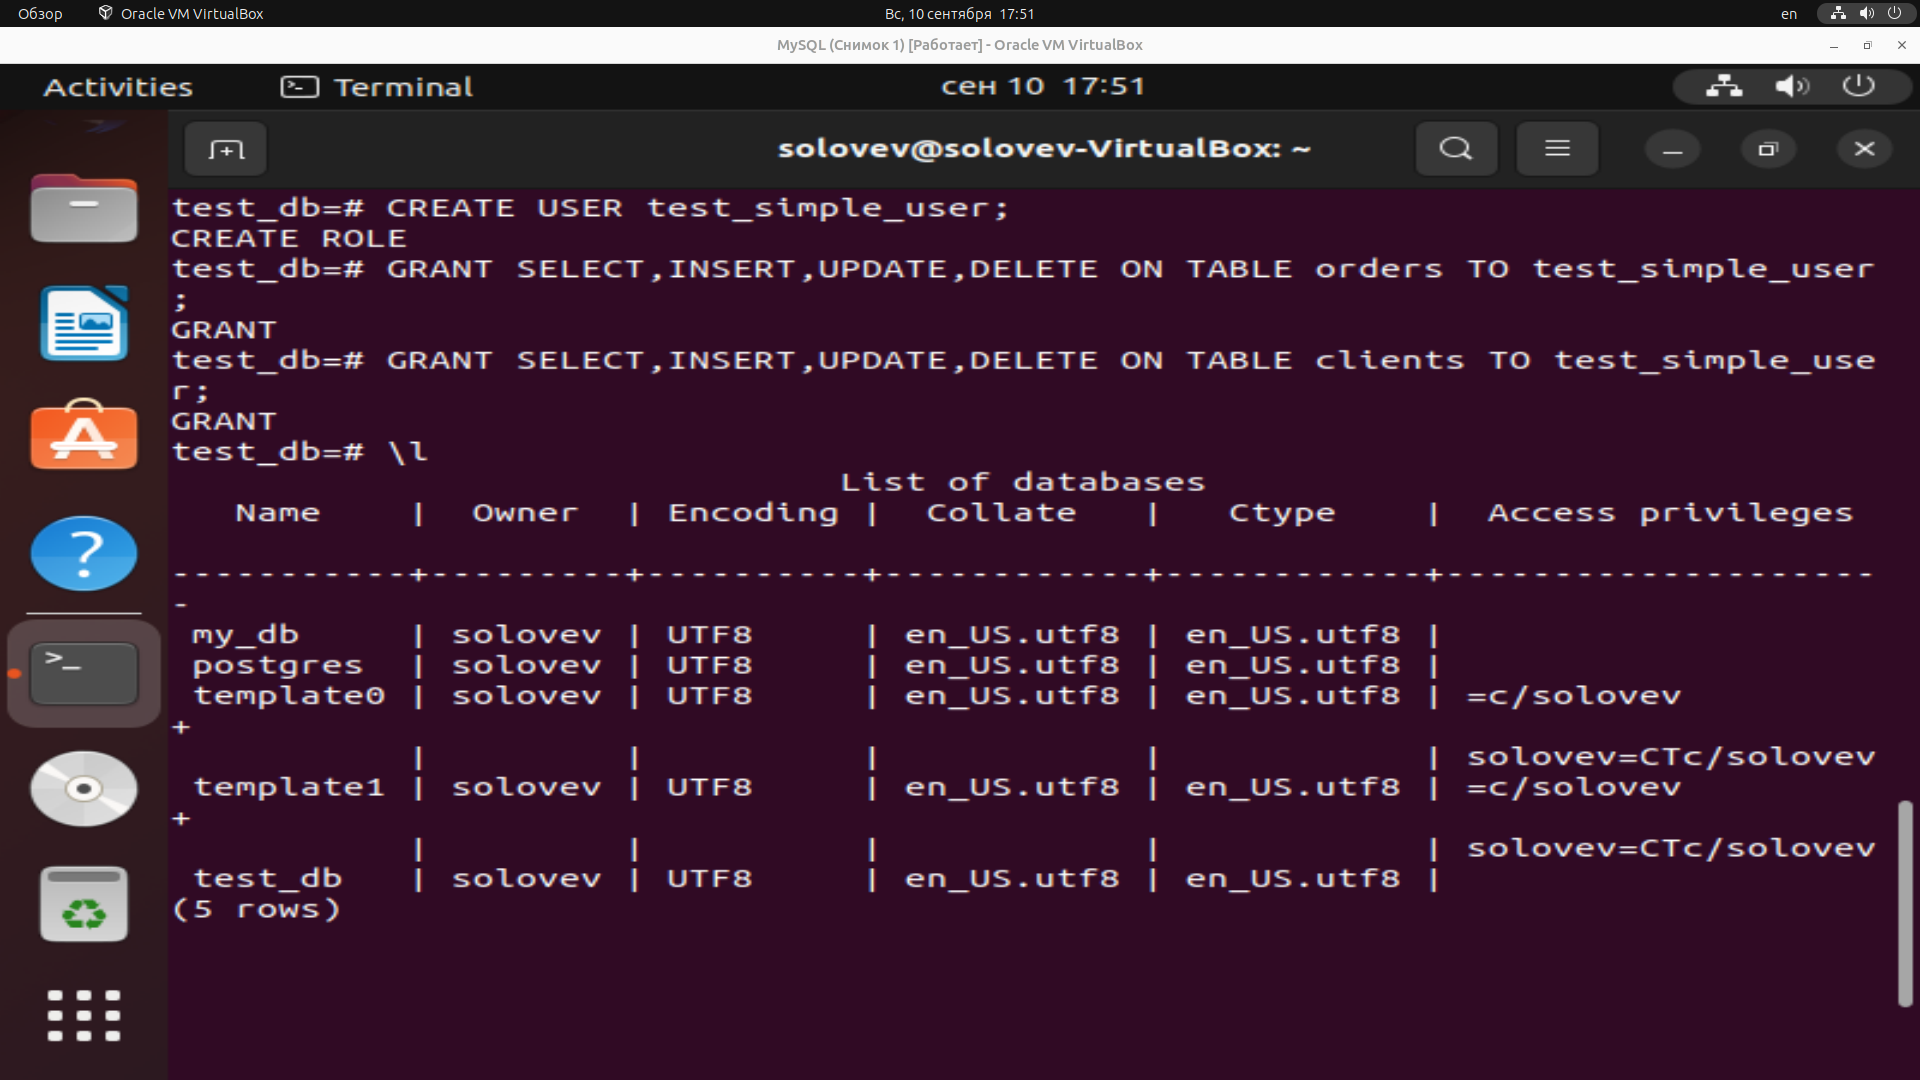 Обзор Oracle VM VirtualBox Вс, 10 сентября 17:51 en
MySQL (Снимок 1) [Работает] - Oracle VM VirtualBox
Activities Terminal сен 10 17:51
solovev@solovev-VirtualBox: ~
test_db=# CREATE USER test_simple_user;
CREATE ROLE
test_db=# GRANT SELECT,INSERT,UPDATE,DELETE ON TABLE orders TO test_simple_user
;
GRANT
test_db=# GRANT SELECT,INSERT,UPDATE,DELETE ON TABLE clients TO test_simple_use
r;
GRANT
test_db=# \l
List of databases
Name | Owner | Encoding | Collate | Ctype | Access privileges
-----------+---------+----------+------------+------------+--------------------
-
my_db | solovev | UTF8 | en_US.utf8 | en_US.utf8 |
postgres | solovev | UTF8 | en_US.utf8 | en_US.utf8 |
template0 | solovev | UTF8 | en_US.utf8 | en_US.utf8 | =c/solovev
+
| | | | | solovev=CTc/solovev
template1 | solovev | UTF8 | en_US.utf8 | en_US.utf8 | =c/solovev
+
| | | | | solovev=CTc/solovev
test_db | solovev | UTF8 | en_US.utf8 | en_US.utf8 |
(5 rows)